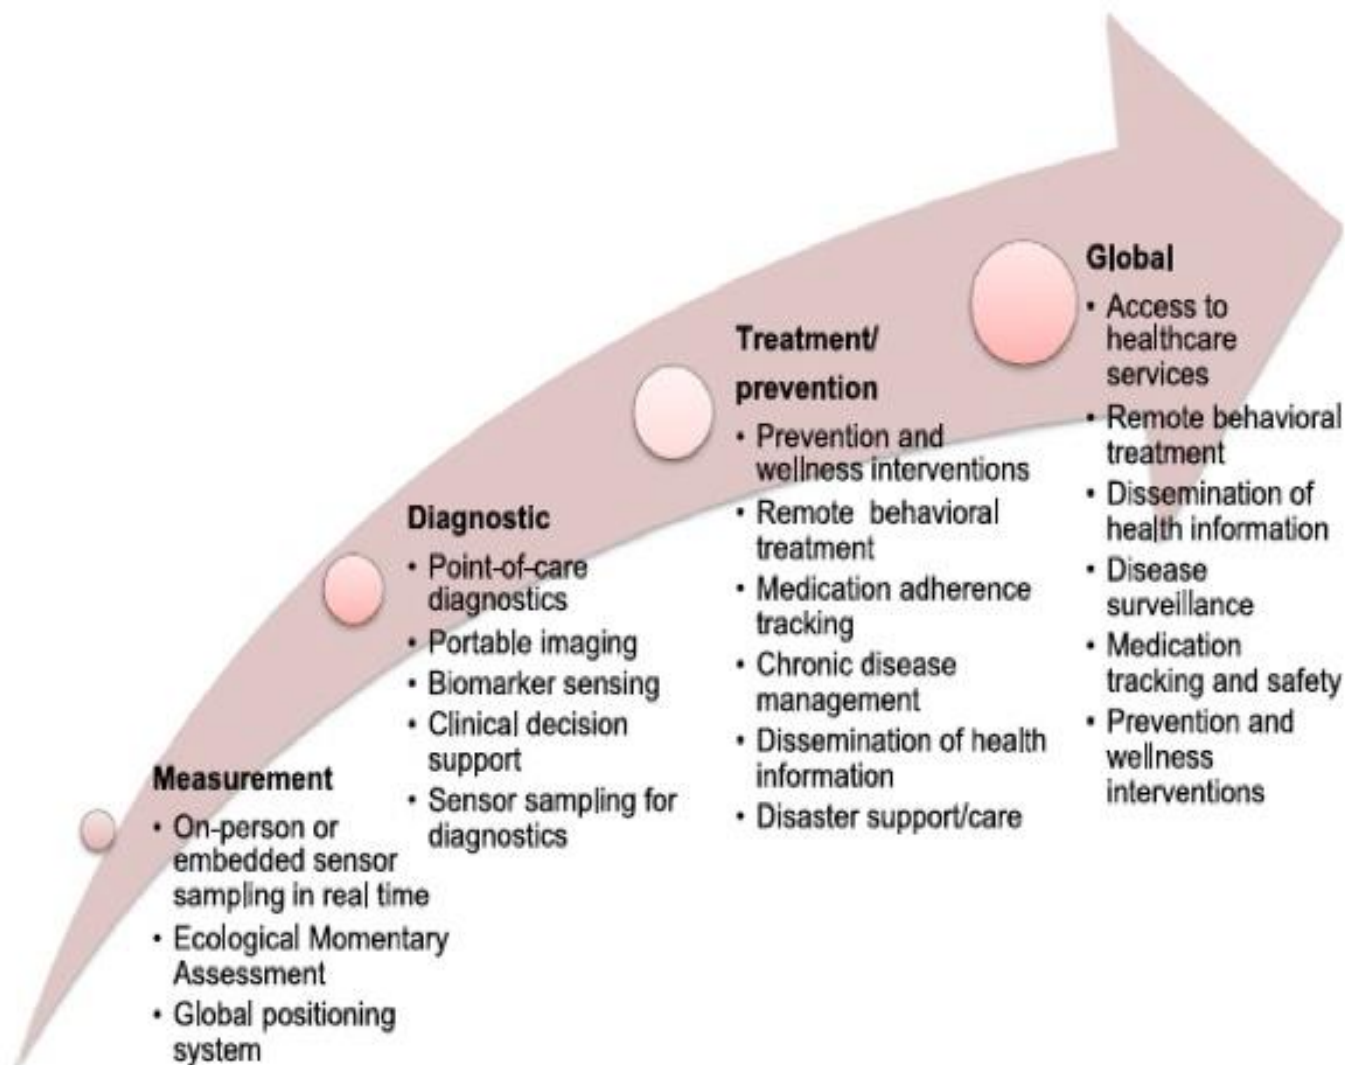 Measurement
• On-person or
embedded sensor
sampling in real time
• Ecological Momentary
Assessment
• Global positioning
system
Diagnostic
• Point-of-care
diagnostics
• Portable imaging
• Biomarker sensing
• Clinical decision
support
• Sensor sampling for
diagnostics
Treatment/
prevention
• Prevention and
wellness interventions
• Remote behavioral
treatment
• Medication adherence
tracking
• Chronic disease
management
• Dissemination of health
information
• Disaster support/care
Global
• Access to
healthcare
services
• Remote behavioral
treatment
• Dissemination of
health information
• Disease
surveillance
• Medication
tracking and safety
• Prevention and
wellness
interventions